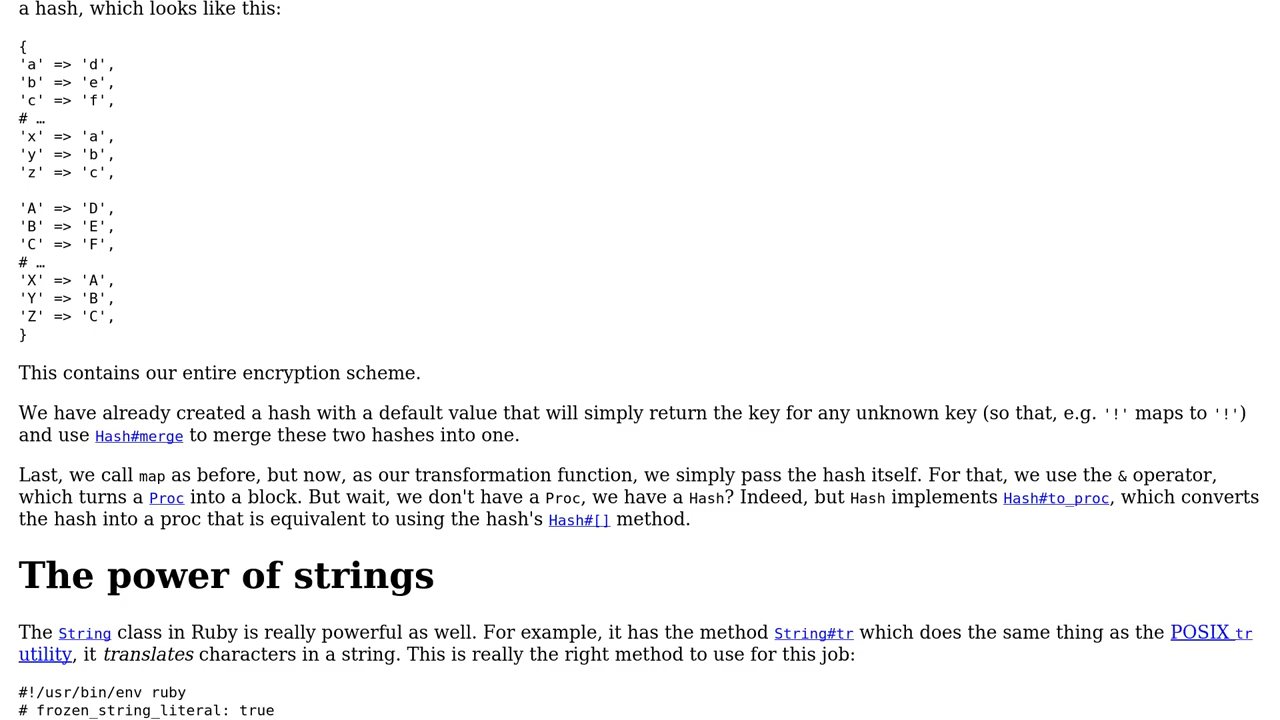 a hash, which looks like this:
{
'a' => 'd',
'b' => 'e',
'c' => 'f',
# …
'x' => 'a',
'y' => 'b',
'z' => 'c',
'A' => 'D',
'B' => 'E',
'C' => 'F',
# …
'X' => 'A',
'Y' => 'B',
'Z' => 'C',
}
This contains our entire encryption scheme.
We have already created a hash with a default value that will simply return the key for any unknown key (so that, e.g. '!' maps to '!')
and use Hash#merge to merge these two hashes into one.
Last, we call map as before, but now, as our transformation function, we simply pass the hash itself. For that, we use the & operator,
which turns a Proc into a block. But wait, we don't have a Proc, we have a Hash? Indeed, but Hash implements Hash#to_proc, which converts
the hash into a proc that is equivalent to using the hash's Hash#[] method.
The power of strings
The String class in Ruby is really powerful as well. For example, it has the method String#tr which does the same thing as the POSIX tr
utility, it translates characters in a string. This is really the right method to use for this job:
#!/usr/bin/env ruby
# frozen_string_literal: true